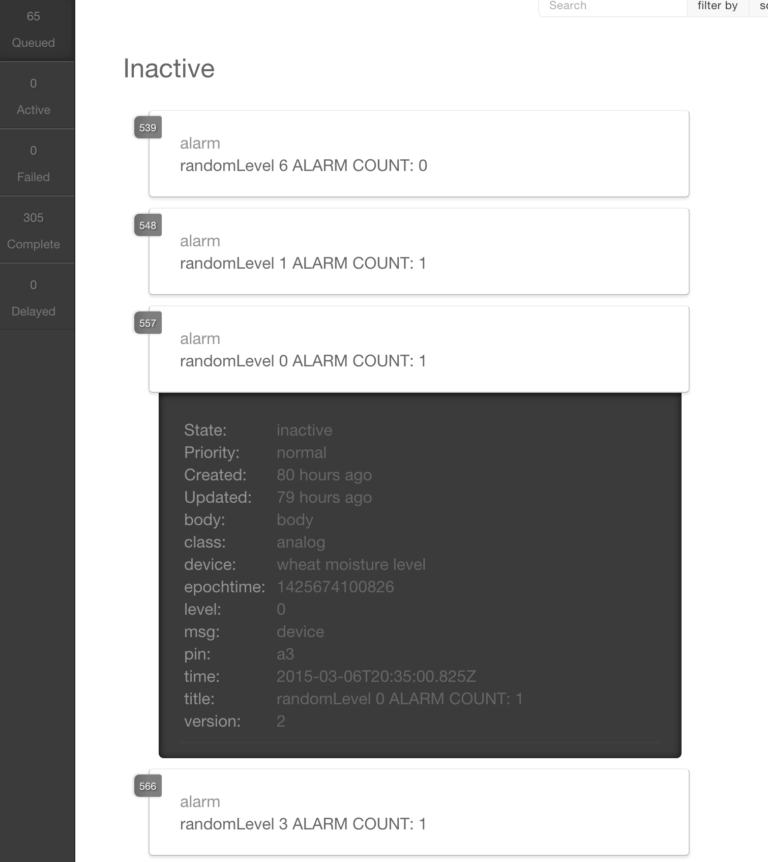 65
Queued
0
Active
0
Failed
305
Complete
0
Delayed
Search filter by
Inactive
539
alarm
randomLevel 6 ALARM COUNT: 0
548
alarm
randomLevel 1 ALARM COUNT: 1
557
alarm
randomLevel 0 ALARM COUNT: 1
State: inactive
Priority: normal
Created: 80 hours ago
Updated: 79 hours ago
body: body
class: analog
device: wheat moisture level
epochtime: 1425674100826
level: 0
msg: device
pin: a3
time: 2015-03-06T20:35:00.825Z
title: randomLevel 0 ALARM COUNT: 1
version: 2
566
alarm
randomLevel 3 ALARM COUNT: 1